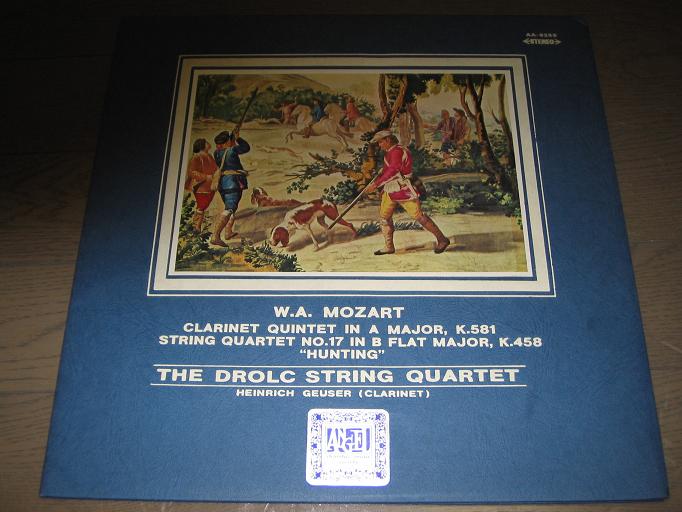 STEREO
W.A. MOZART
CLARINET QUINTET IN A MAJOR, K.581
STRING QUARTET NO.17 IN B FLAT MAJOR, K.458
“HUNTING”
THE DROLC STRING QUARTET
HEINRICH GEUSER (CLARINET)
ANGEL